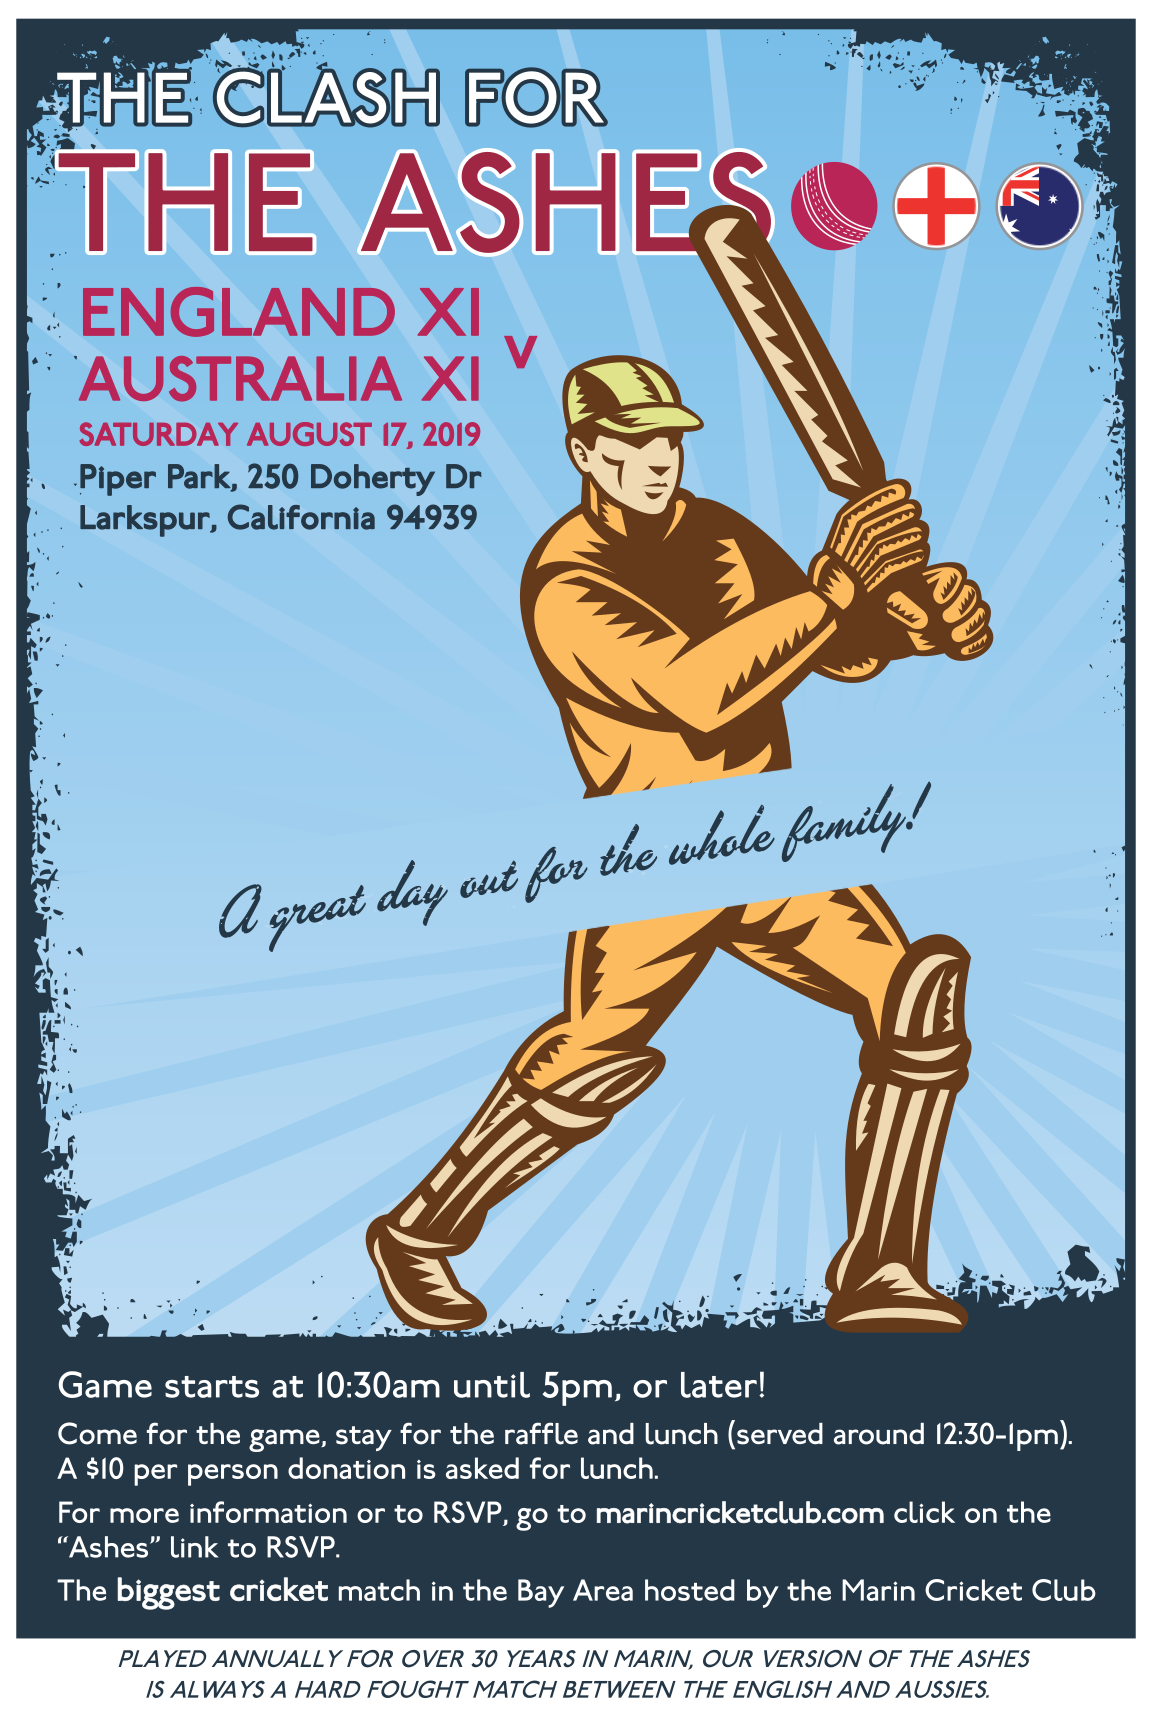 THE CLASH FOR
THE ASHES
ENGLAND XI
V
AUSTRALIA XI
SATURDAY AUGUST 17, 2019
Piper Park, 250 Doherty Dr
Larkspur, California 94939
A great day out for the whole family!
Game starts at 10:30am until 5pm, or later!
Come for the game, stay for the raffle and lunch (served around 12:30-1pm).
A $10 per person donation is asked for lunch.
For more information or to RSVP, go to marincricketclub.com click on the
“Ashes” link to RSVP.
The biggest cricket match in the Bay Area hosted by the Marin Cricket Club
PLAYED ANNUALLY FOR OVER 30 YEARS IN MARIN, OUR VERSION OF THE ASHES
IS ALWAYS A HARD FOUGHT MATCH BETWEEN THE ENGLISH AND AUSSIES.